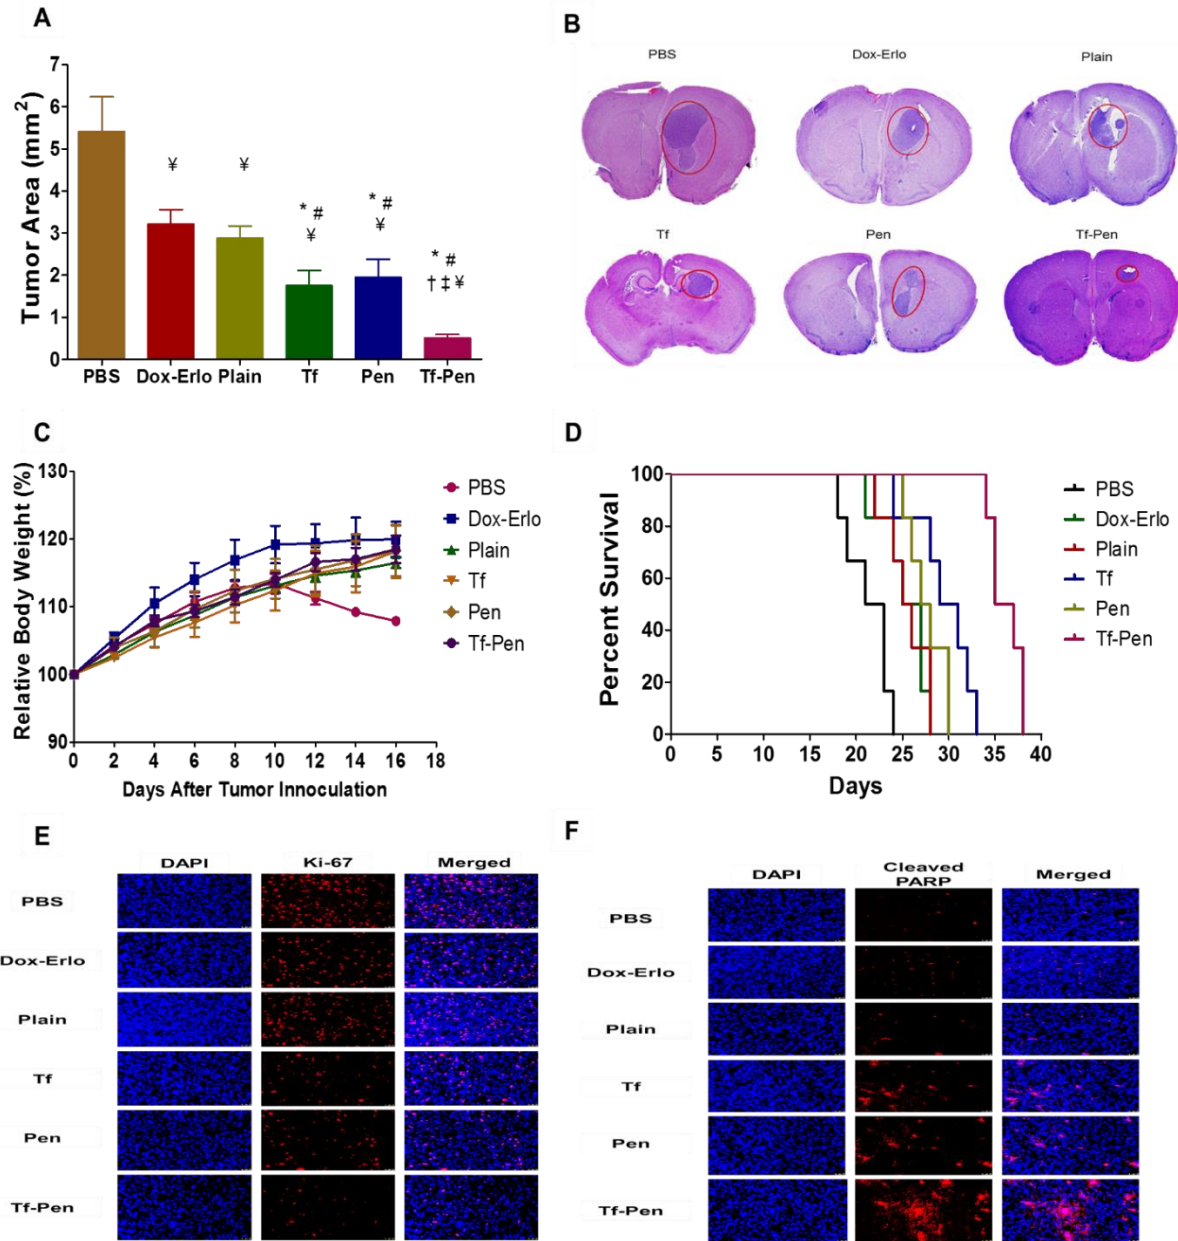 A
Tumor Area (mm²)
7
6
5
4
3
2
1
0
¥
¥
* #
¥
* #
¥
* #
† ‡ ¥
PBS Dox-Erlo Plain Tf Pen Tf-Pen
B
PBS Dox-Erlo Plain
Tf Pen Tf-Pen
C
Relative Body Weight (%)
130
120
110
100
90
0 2 4 6 8 10 12 14 16 18
Days After Tumor Innoculation
PBS
Dox-Erlo
Plain
Tf
Pen
Tf-Pen
D
Percent Survival
100
80
60
40
20
0
0 5 10 15 20 25 30 35 40
Days
PBS
Dox-Erlo
Plain
Tf
Pen
Tf-Pen
E
DAPI Ki-67 Merged
PBS
Dox-Erlo
Plain
Tf
Pen
Tf-Pen
F
DAPI Cleaved PARP Merged
PBS
Dox-Erlo
Plain
Tf
Pen
Tf-Pen